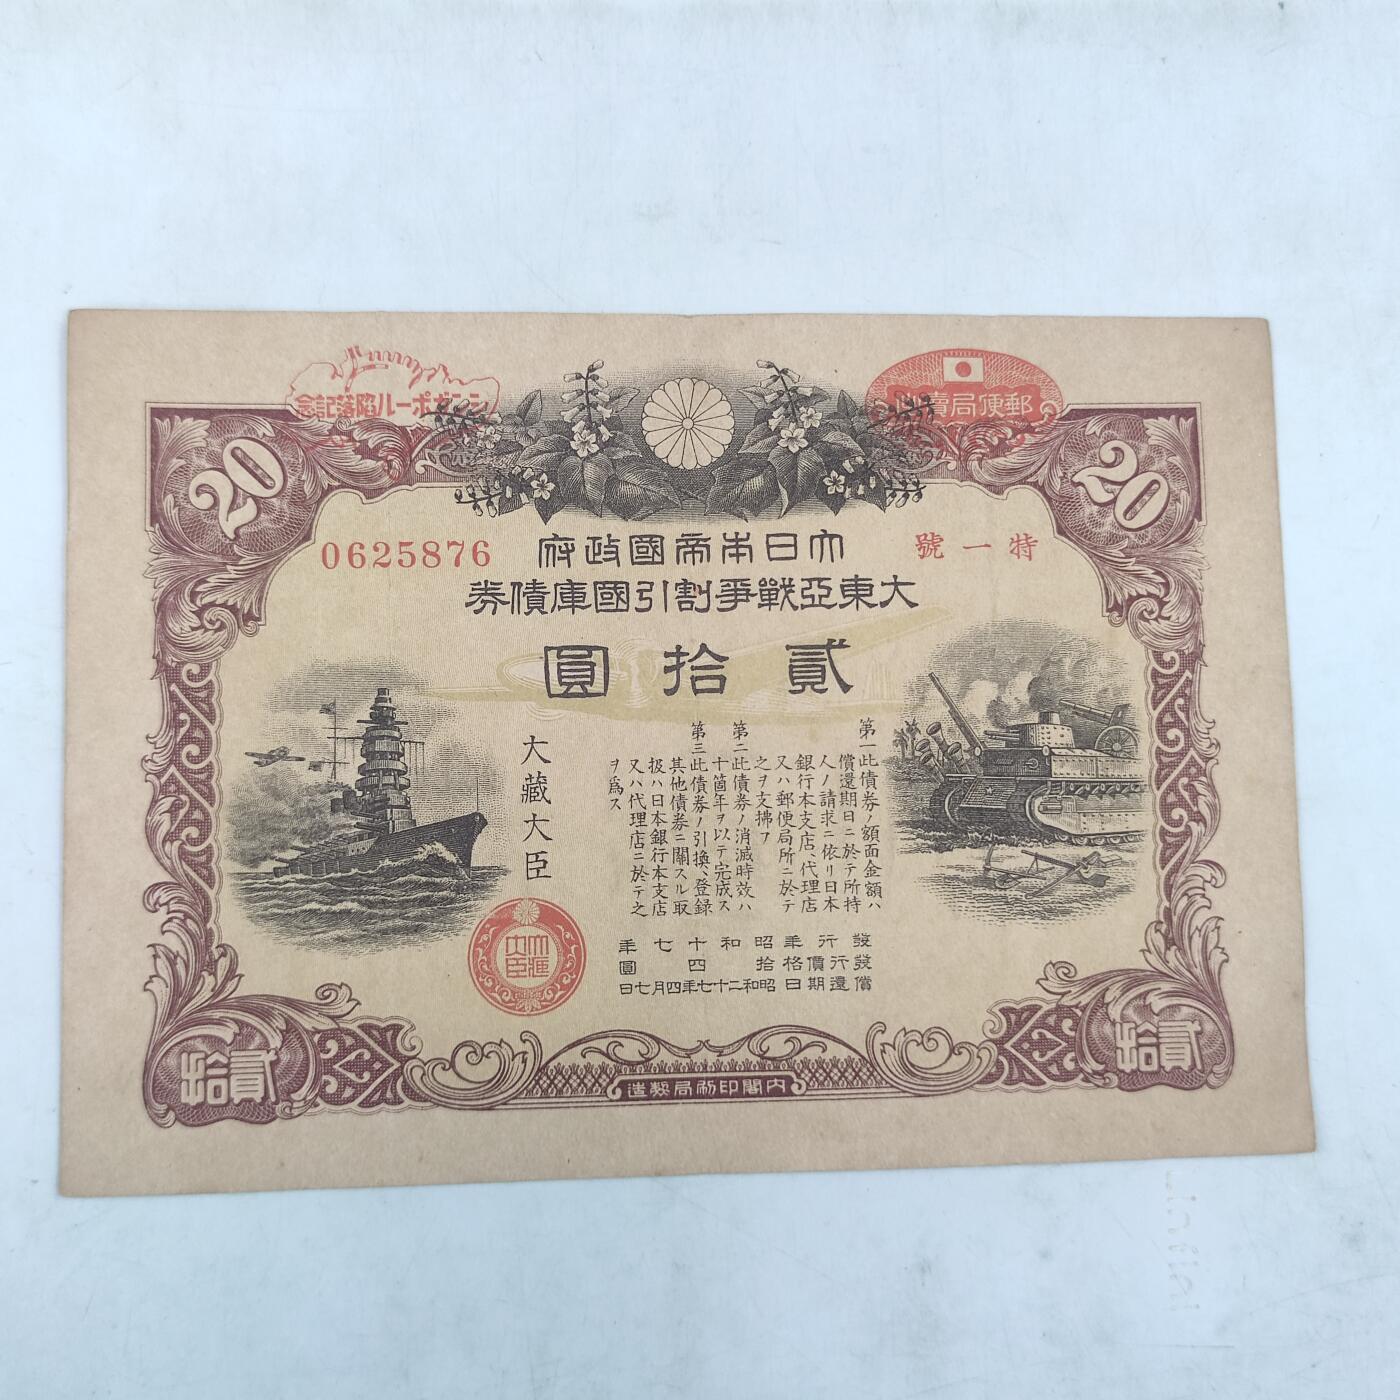 シンガポール陥落記念
郵便局賣出
20
20
特一號
0625876
大日本帝國政府
大東亞戰爭割引國庫債券
貳拾圓
第一此債券ノ額面金額ハ
償還期日ニ於テ所持
人ノ請求ニ依リ日本
銀行本支店、代理店
又ハ郵便局所ニ於テ
之ヲ支拂フ
第二此債券ノ消滅時效ハ
十箇年ヲ以テ完成ス
第三此債券ノ引換、登錄
其他債券ニ關スル取
扱ハ日本銀行本支店
又ハ代理店ニ於テ之
ヲ爲ス
大藏大臣
大藏大臣
發行年昭和十七年
發行價格拾四圓
償還期日昭和二十七年四月七日
貳拾
貳拾
內閣印刷局製造